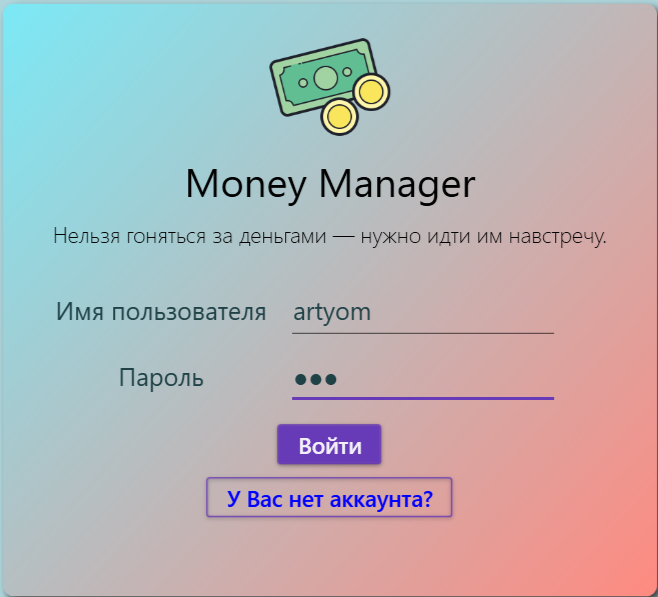 Money Manager
Нельзя гоняться за деньгами — нужно идти им навстречу.
Имя пользователя artyom
Пароль ●●●
Войти
У Вас нет аккаунта?